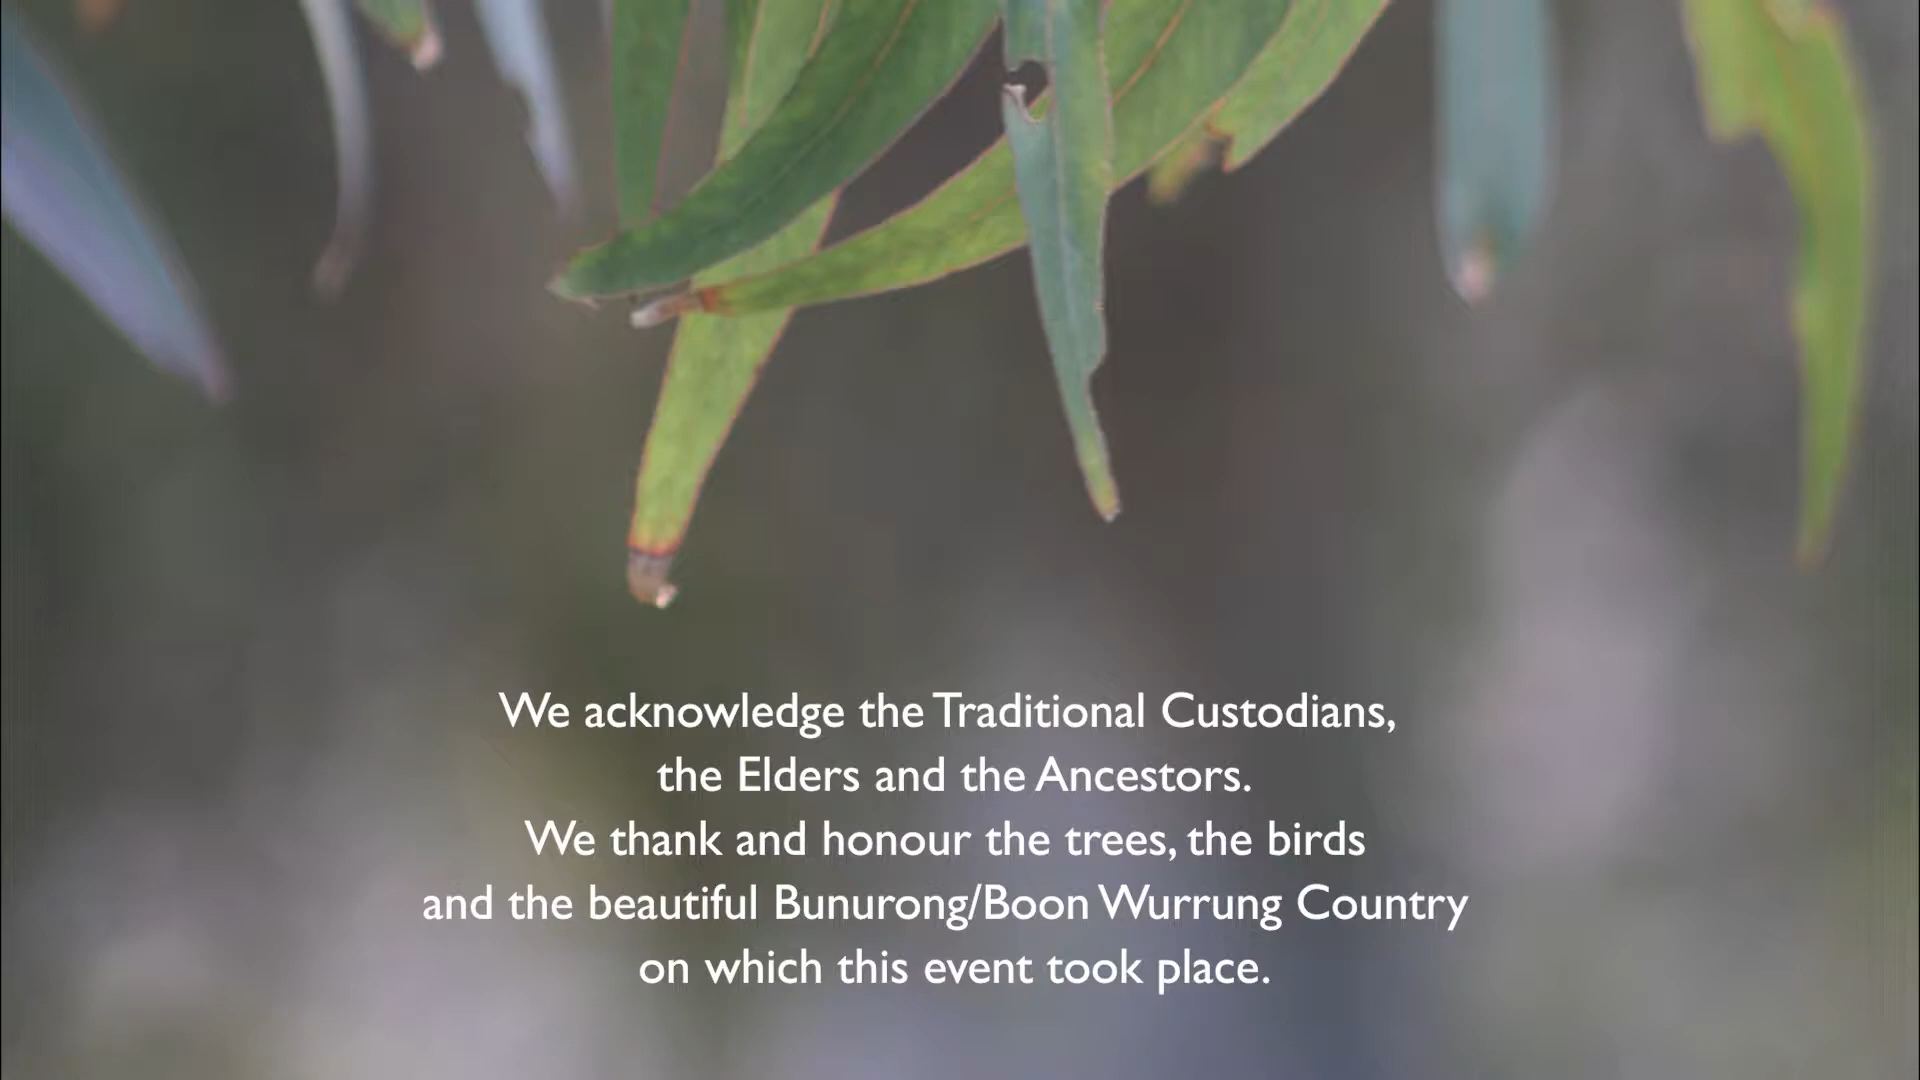 We acknowledge the Traditional Custodians,
the Elders and the Ancestors.
We thank and honour the trees, the birds
and the beautiful Bunurong/Boon Wurrung Country
on which this event took place.